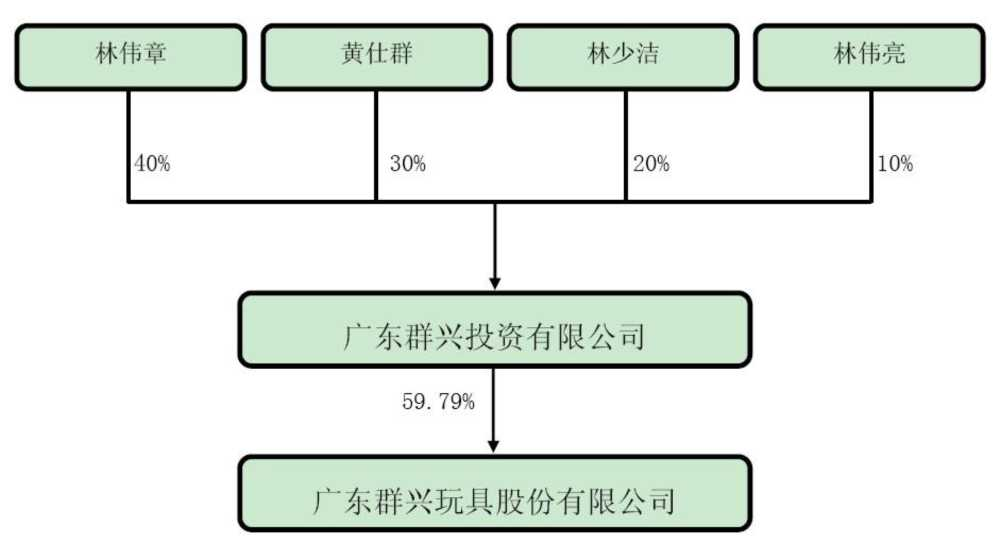 林伟章
黄仕群
林少洁
林伟亮
40%
30%
20%
10%
广东群兴投资有限公司
59.79%
广东群兴玩具股份有限公司